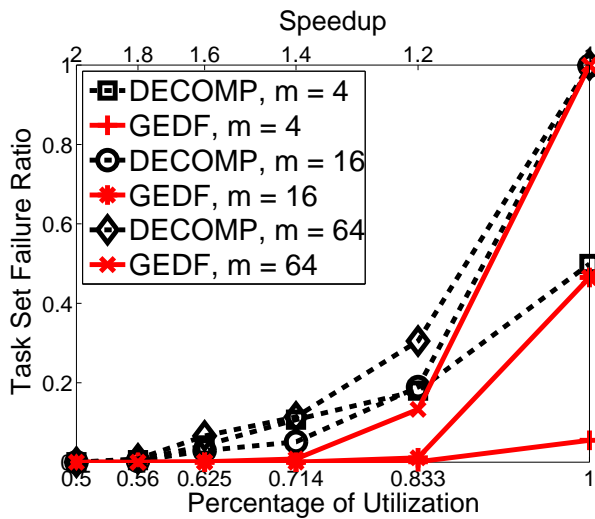 Speedup
2 1.8 1.6 1.4 1.2 1
1
0.8
0.6
0.4
0.2
Task Set Failure Ratio
DECOMP, m = 4
GEDF, m = 4
DECOMP, m = 16
GEDF, m = 16
DECOMP, m = 64
GEDF, m = 64
0.5 0.56 0.625 0.714 0.833 1
Percentage of Utilization